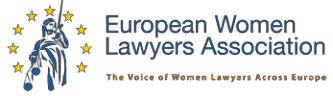 European Women
Lawyers Association
The Voice of Women Lawyers Across Europe